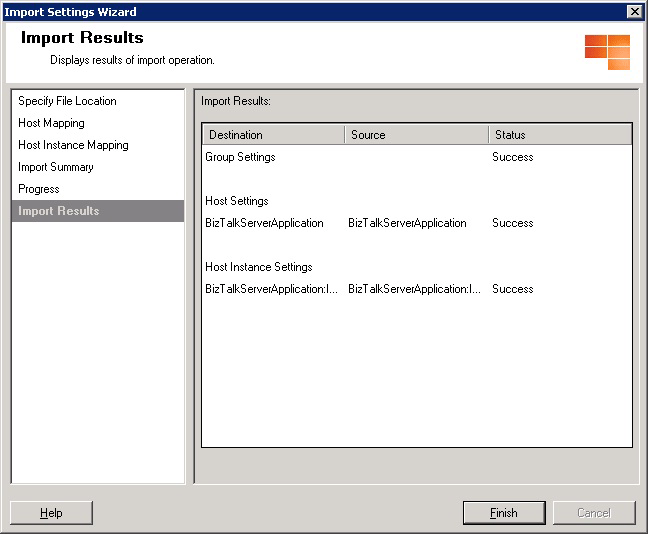 Import Settings Wizard
Import Results
Displays results of import operation.
Specify File Location
Host Mapping
Host Instance Mapping
Import Summary
Progress
Import Results
Import Results:
Destination Source Status
Group Settings Success
Host Settings
BizTalkServerApplication BizTalkServerApplication Success
Host Instance Settings
BizTalkServerApplication:I... BizTalkServerApplication:I... Success
Help Finish Cancel